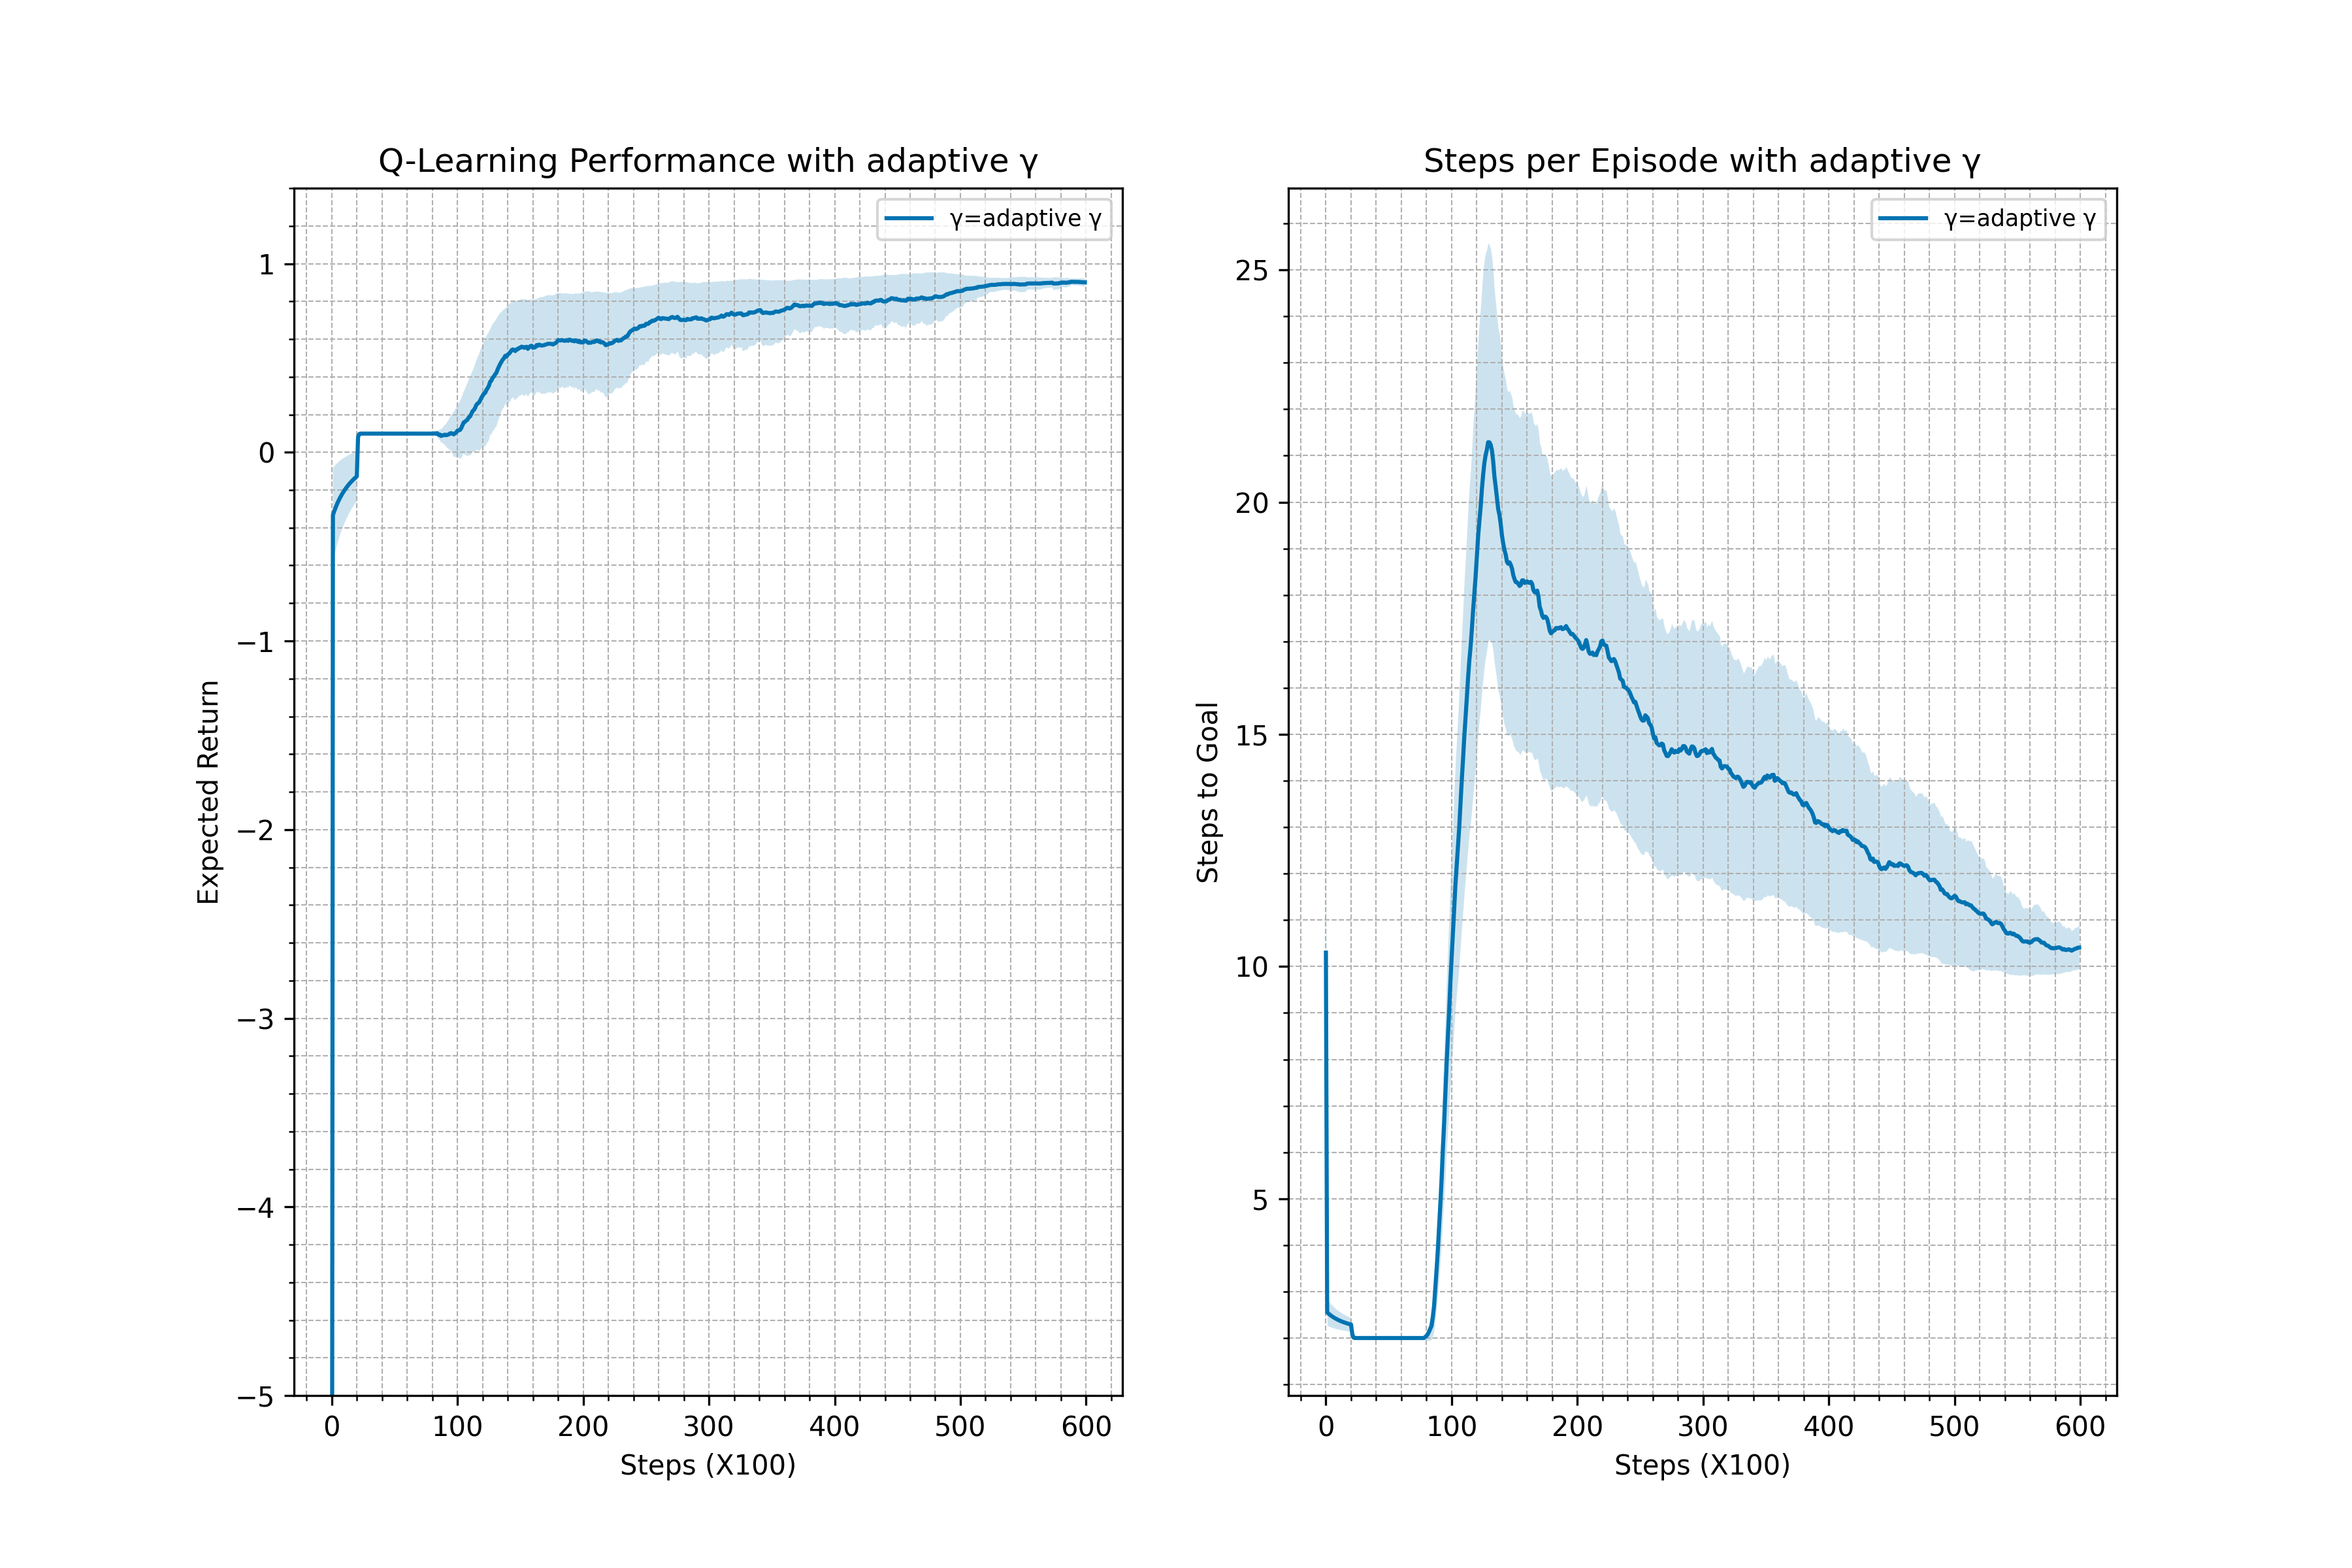 Q-Learning Performance with adaptive γ
γ=adaptive γ
1
0
−1
−2
−3
−4
−5
Expected Return
0 100 200 300 400 500 600
Steps (X100)
Steps per Episode with adaptive γ
γ=adaptive γ
25
20
15
10
5
Steps to Goal
0 100 200 300 400 500 600
Steps (X100)